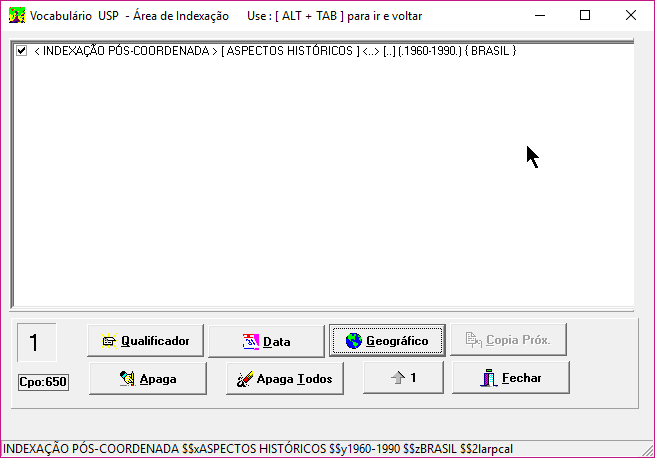 Vocabulário USP - Área de Indexação Use : [ ALT + TAB ] para ir e voltar
< INDEXAÇÃO PÓS-COORDENADA > [ ASPECTOS HISTÓRICOS ] <..> [..] (.1960-1990.) { BRASIL }
1 Qualificador Data Geográfico Copia Próx.
Cpo:650 Apaga Apaga Todos 1 Fechar
INDEXAÇÃO PÓS-COORDENADA $$xASPECTOS HISTÓRICOS $$y1960-1990 $$zBRASIL $$2larpcal